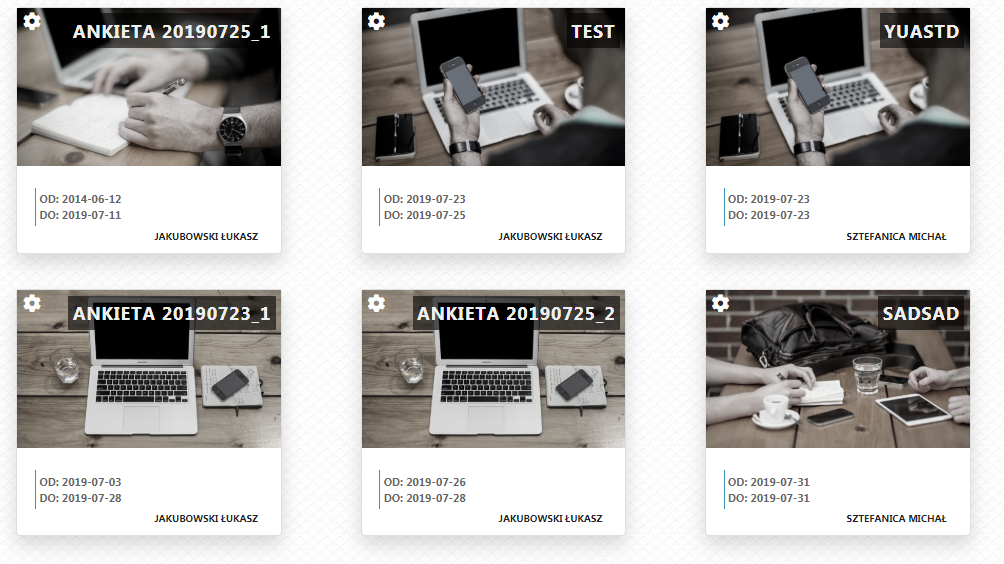 ANKIETA 20190725_1
OD: 2014-06-12
DO: 2019-07-11
JAKUBOWSKI ŁUKASZ
TEST
OD: 2019-07-23
DO: 2019-07-25
JAKUBOWSKI ŁUKASZ
YUASTD
OD: 2019-07-23
DO: 2019-07-23
SZTEFANICA MICHAŁ
ANKIETA 20190723_1
OD: 2019-07-03
DO: 2019-07-28
JAKUBOWSKI ŁUKASZ
ANKIETA 20190725_2
OD: 2019-07-26
DO: 2019-07-28
JAKUBOWSKI ŁUKASZ
SADSAD
OD: 2019-07-31
DO: 2019-07-31
SZTEFANICA MICHAŁ